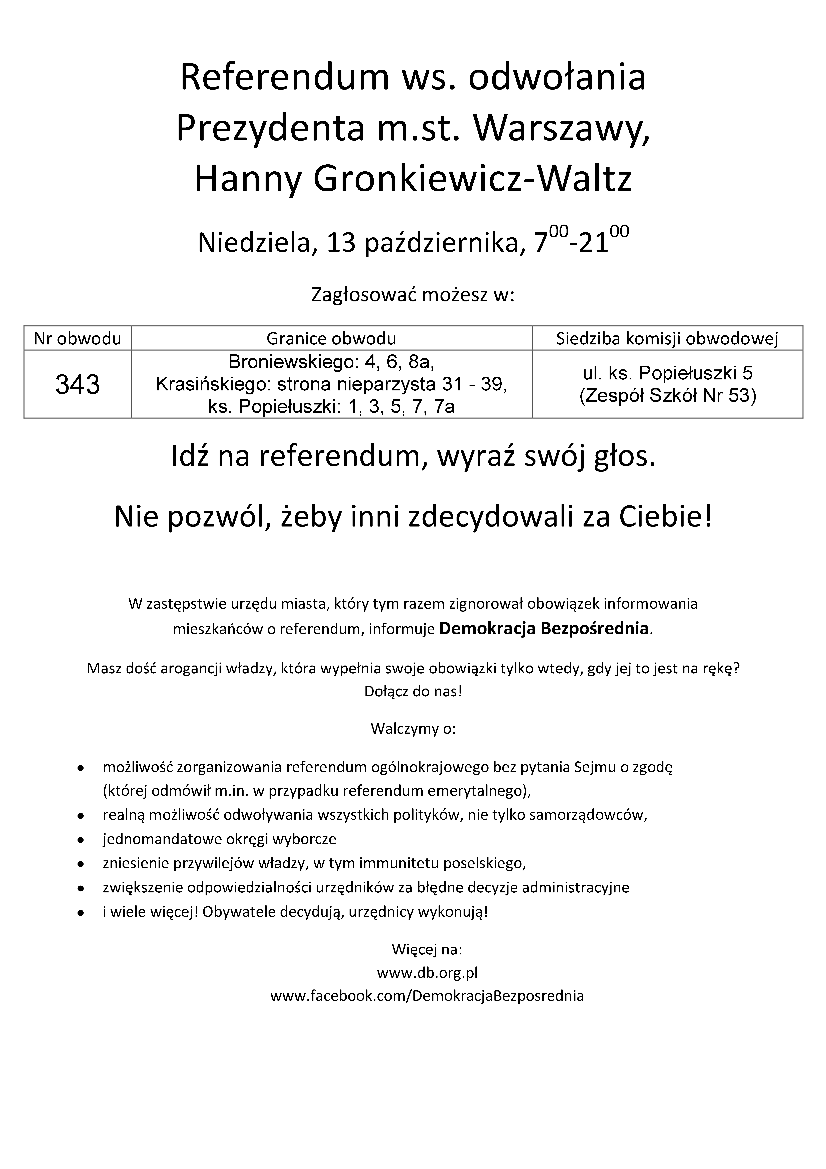 Referendum ws. odwołania
Prezydenta m.st. Warszawy,
Hanny Gronkiewicz-Waltz
Niedziela, 13 października, 7⁰⁰-21⁰⁰
Zagłosować możesz w:
Nr obwodu Granice obwodu Siedziba komisji obwodowej
343
Broniewskiego: 4, 6, 8a,
Krasińskiego: strona nieparzysta 31 - 39,
ks. Popiełuszki: 1, 3, 5, 7, 7a
ul. ks. Popiełuszki 5
(Zespół Szkół Nr 53)
Idź na referendum, wyraź swój głos.
Nie pozwól, żeby inni zdecydowali za Ciebie!
W zastępstwie urzędu miasta, który tym razem zignorował obowiązek informowania
mieszkańców o referendum, informuje Demokracja Bezpośrednia.
Masz dość arogancji władzy, która wypełnia swoje obowiązki tylko wtedy, gdy jej to jest na rękę?
Dołącz do nas!
Walczymy o:
• możliwość zorganizowania referendum ogólnokrajowego bez pytania Sejmu o zgodę
(której odmówił m.in. w przypadku referendum emerytalnego),
• realną możliwość odwoływania wszystkich polityków, nie tylko samorządowców,
• jednomandatowe okręgi wyborcze
• zniesienie przywilejów władzy, w tym immunitetu poselskiego,
• zwiększenie odpowiedzialności urzędników za błędne decyzje administracyjne
• i wiele więcej! Obywatele decydują, urzędnicy wykonują!
Więcej na:
www.db.org.pl
www.facebook.com/DemokracjaBezposrednia